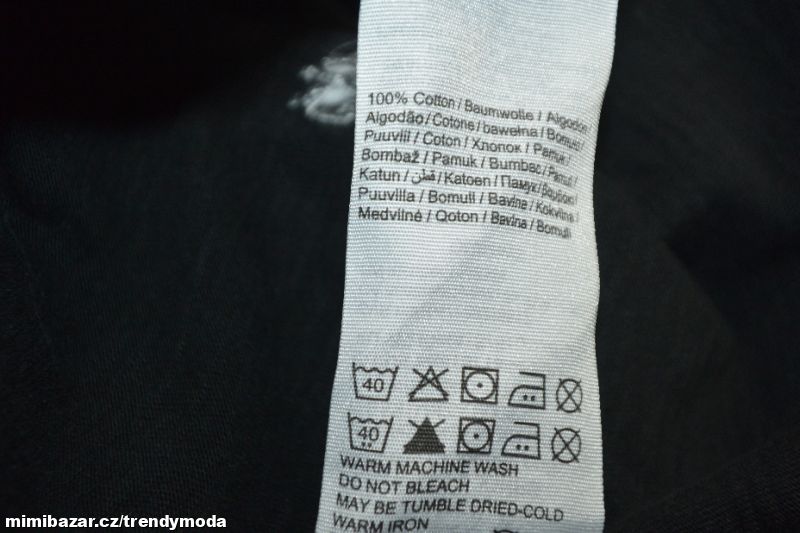 100% Cotton / Baumwolle / Algodón
Algodão / Cotone / bawełna / Bomuld
Puuvill / Coton / Хлопок / Pamuk /
Bombaž / Pamuk / Bumbac / Pamut /
Katun / قطن / Katoen / Памук /
Puuvilla / Bomull / Bavlna / Kokvilna /
Medvilnė / Qoton / Bavlna / Bomull
40
40
WARM MACHINE WASH
DO NOT BLEACH
MAY BE TUMBLE DRIED-COLD
WARM IRON
mimibazar.cz/trendymoda